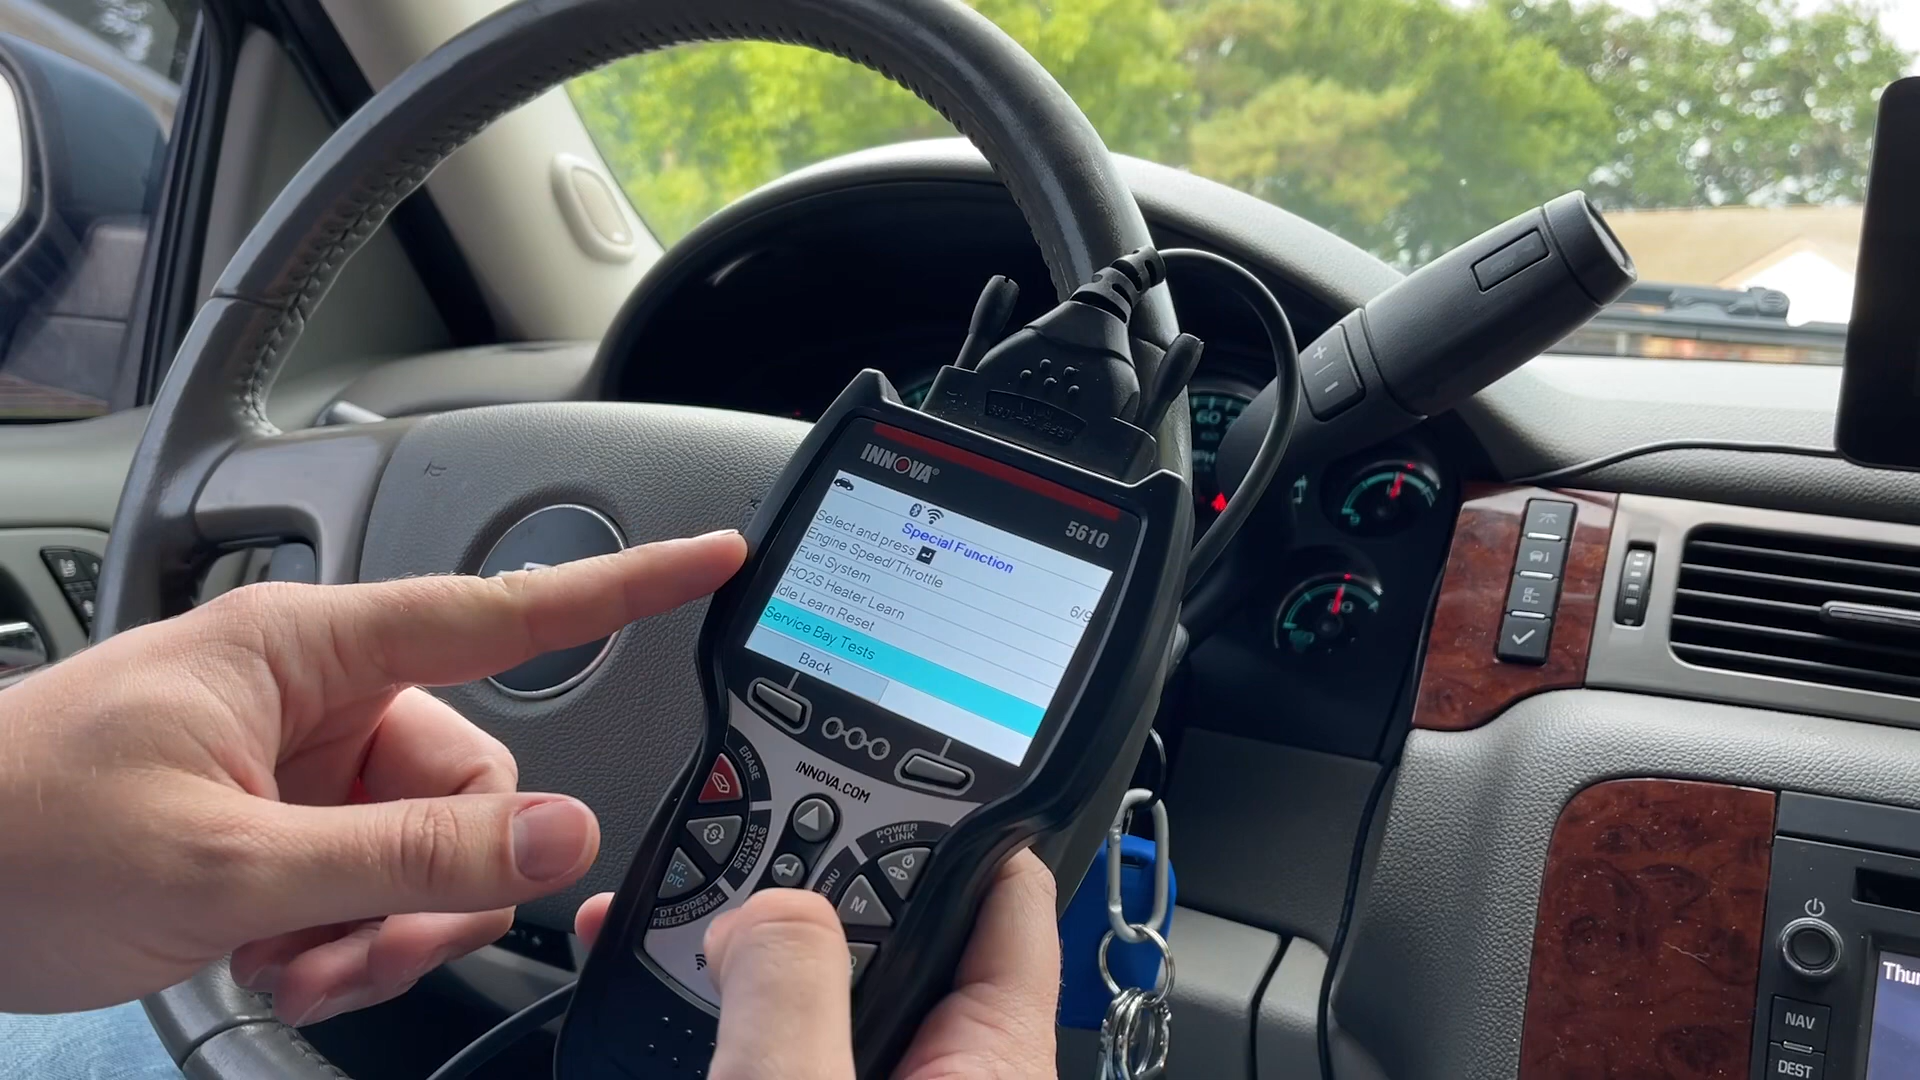 INNOVA®
5610
Special Function
Select and press
6/9
Engine Speed/Throttle
Fuel System
HO2S Heater Learn
Idle Learn Reset
Service Bay Tests
Back
INNOVA.COM
ERASE
SYSTEM STATUS
FF·
DTC
DT CODES·
FREEZE FRAME
POWER
LINK
M
+
-
60
NAV
DEST